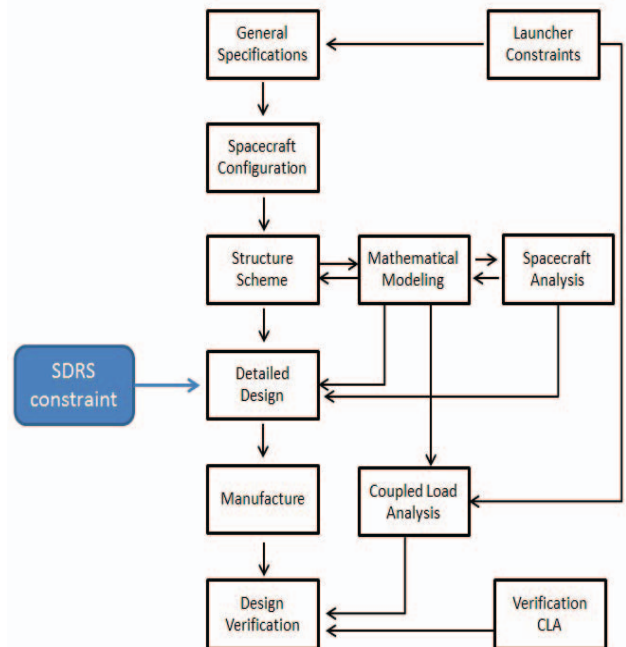 General
Specifications
Launcher
Constraints
Spacecraft
Configuration
Structure
Scheme
Mathematical
Modeling
Spacecraft
Analysis
SDRS
constraint
Detailed
Design
Manufacture
Coupled Load
Analysis
Design
Verification
Verification
CLA